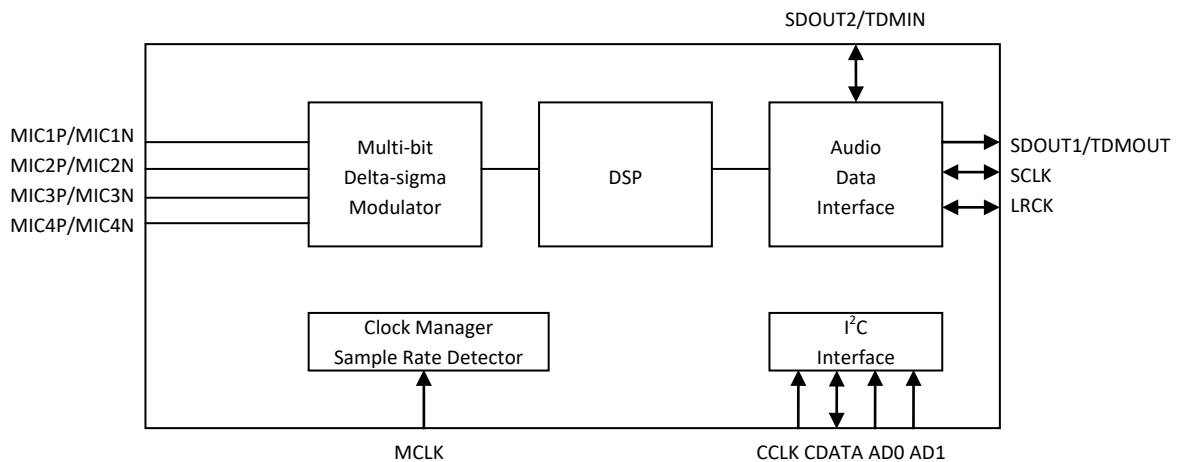 SDOUT2/TDMIN
MIC1P/MIC1N
MIC2P/MIC2N
MIC3P/MIC3N
MIC4P/MIC4N
Multi-bit
Delta-sigma
Modulator
DSP
Audio
Data
Interface
SDOUT1/TDMOUT
SCLK
LRCK
Clock Manager
Sample Rate Detector
I²C
Interface
MCLK
CCLK CDATA AD0 AD1